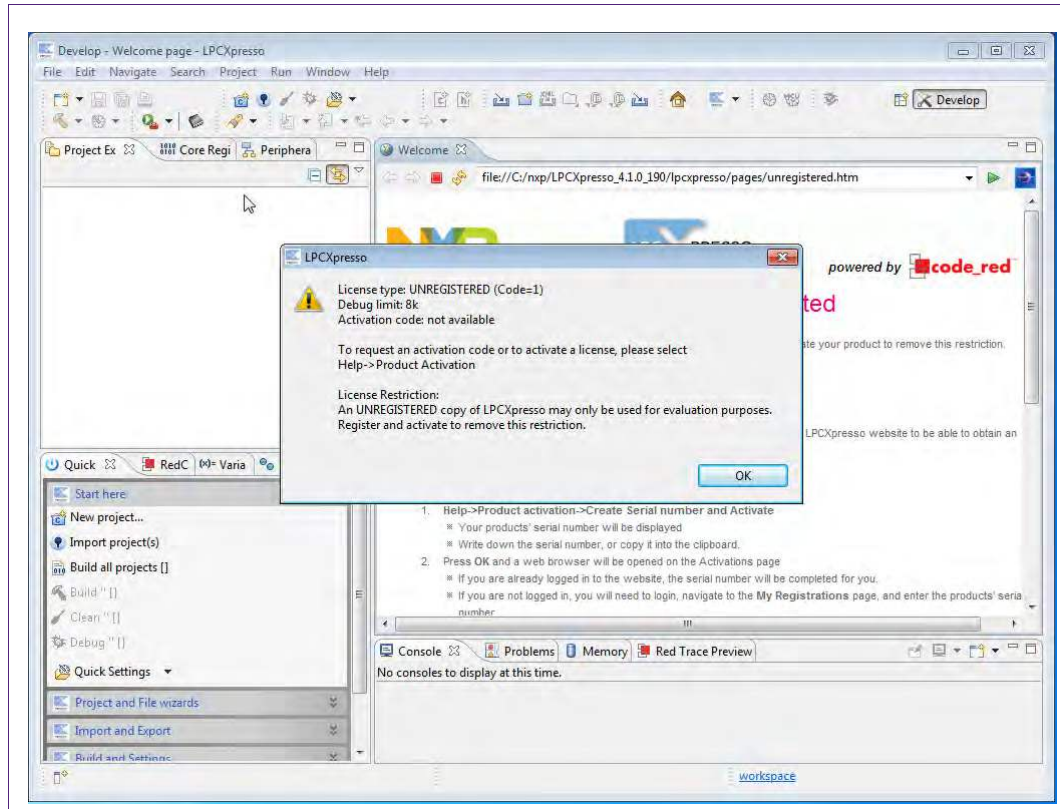 Develop - Welcome page - LPCXpresso
File Edit Navigate Search Project Run Window Help
Develop
Project Ex Core Regi Periphera
Welcome
file://C:/nxp/LPCXpresso_4.1.0_190/lpcxpresso/pages/unregistered.htm
powered by code_red
ted
ate your product to remove this restriction.
LPCXpresso website to be able to obtain an
LPCXpresso
License type: UNREGISTERED (Code=1)
Debug limit: 8k
Activation code: not available
To request an activation code or to activate a license, please select
Help->Product Activation
License Restriction:
An UNREGISTERED copy of LPCXpresso may only be used for evaluation purposes.
Register and activate to remove this restriction.
OK
1. Help->Product activation->Create Serial number and Activate
Your products' serial number will be displayed
Write down the serial number, or copy it into the clipboard.
2. Press OK and a web browser will be opened on the Activations page
If you are already logged in to the website, the serial number will be completed for you.
If you are not logged in, you will need to login, navigate to the My Registrations page, and enter the products' seria
number
Quick RedC (x)= Varia
Start here
New project...
Import project(s)
Build all projects []
Build '' []
Clean '' []
Debug '' []
Quick Settings
Project and File wizards
Import and Export
Build and Settings
Console Problems Memory Red Trace Preview
No consoles to display at this time.
workspace